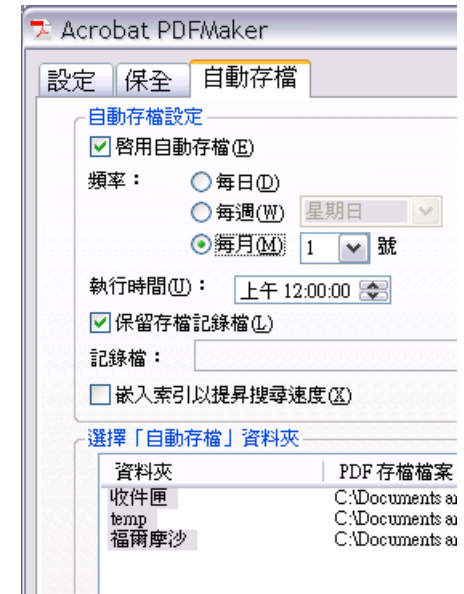 Acrobat PDFMaker
設定 保全 自動存檔
自動存檔設定
啓用自動存檔(E)
頻率： 每日(D)
每週(W) 星期日
每月(M) 1 號
執行時間(U)： 上午 12:00:00
保留存檔記錄檔(L)
記錄檔：
嵌入索引以提昇搜尋速度(X)
選擇「自動存檔」資料夾
資料夾 PDF 存檔檔案
收件匣 C:\Documents a
temp C:\Documents a
福爾摩沙 C:\Documents a